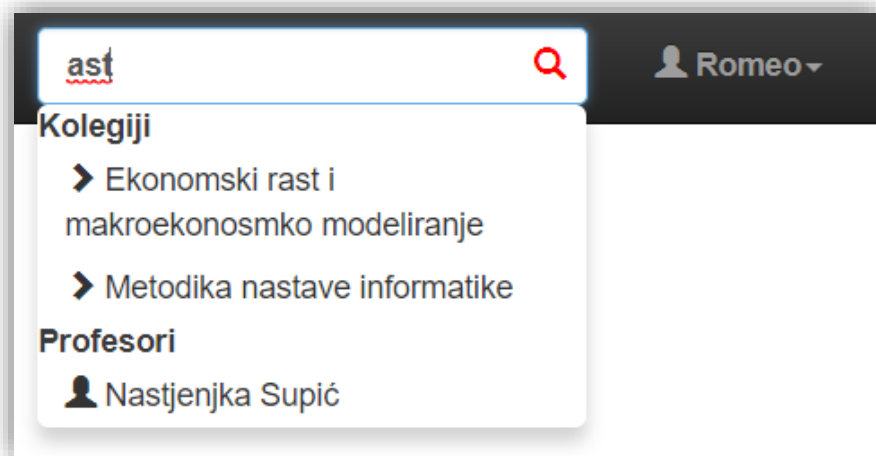 ast
Romeo
Kolegiji
Ekonomski rast i
makroekonosmko modeliranje
Metodika nastave informatike
Profesori
Nastjenjka Supić